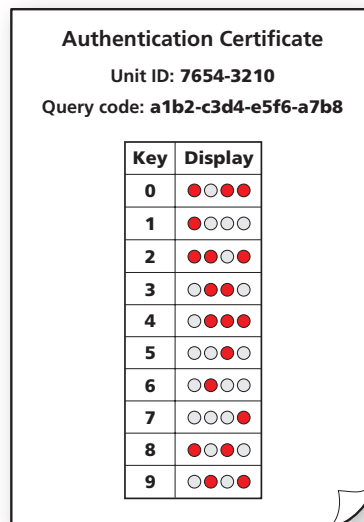 Authentication Certificate
Unit ID: 7654-3210
Query code: a1b2-c3d4-e5f6-a7b8
Key Display
0
1
2
3
4
5
6
7
8
9